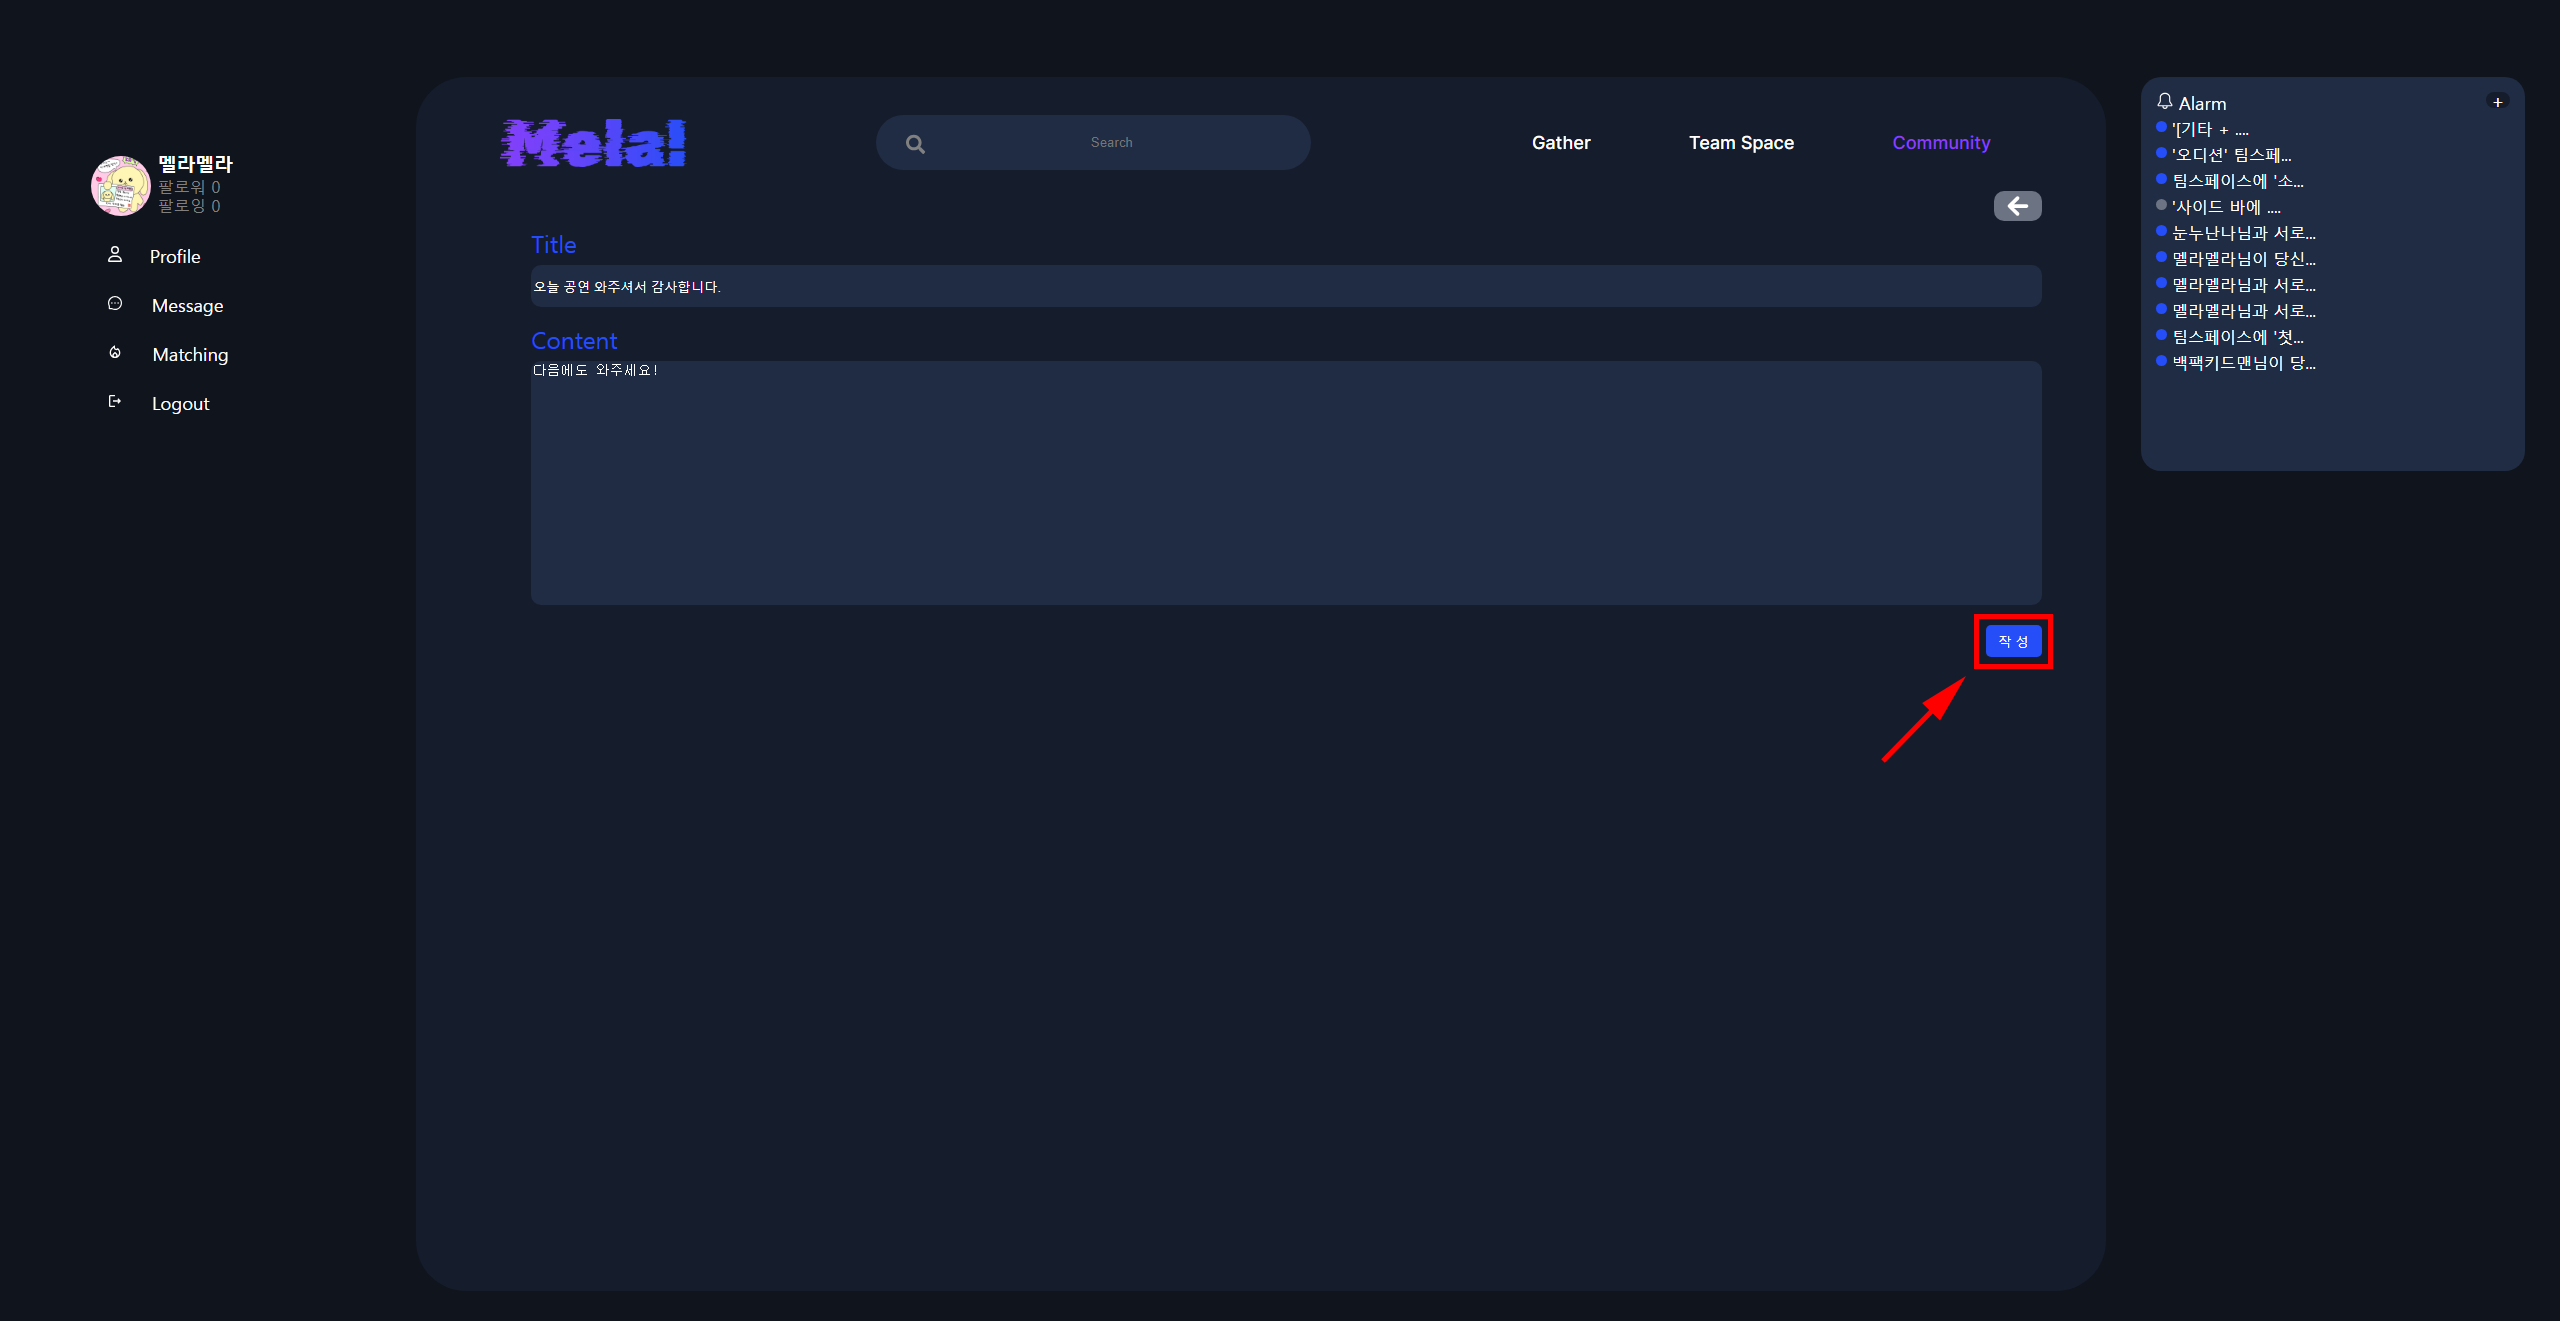 멜라멜라
팔로워 0
팔로잉 0
Profile
Message
Matching
Logout
Mela!
Search
Gather
Team Space
Community
Title
오늘 공연 와주셔서 감사합니다.
Content
다음에도 와주세요!
작 성
Alarm
+
'[기타 + ....
'오디션' 팀스페...
팀스페이스에 '소...
'사이드 바에 ....
눈누난나님과 서로...
멜라멜라님이 당신...
멜라멜라님과 서로...
멜라멜라님과 서로...
팀스페이스에 '첫...
백팩키드맨님이 당...